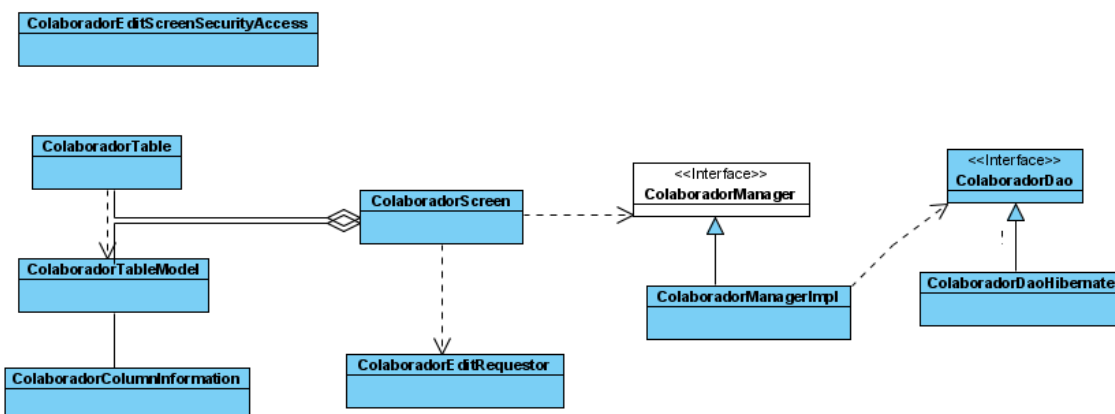 ColaboradorEditScreenSecurityAccess
ColaboradorTable
<<Interface>>
ColaboradorManager
<<Interface>>
ColaboradorDao
ColaboradorScreen
ColaboradorTableModel
ColaboradorManagerImpl
ColaboradorDaoHibernate
ColaboradorColumnInformation
ColaboradorEditRequestor